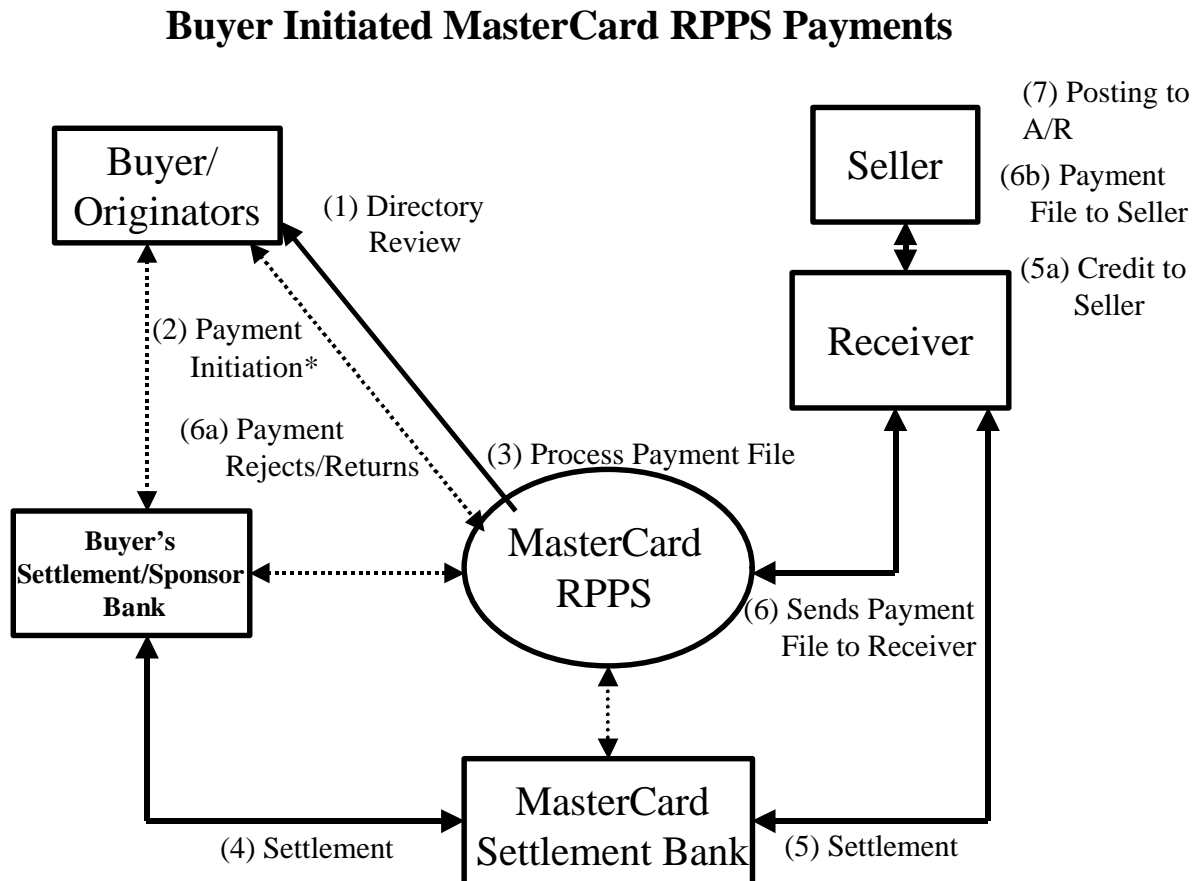 Buyer Initiated MasterCard RPPS Payments
Buyer/
Originators
(1) Directory
Review
Seller
(7) Posting to
A/R
(6b) Payment
File to Seller
(5a) Credit to
Seller
Receiver
(2) Payment
Initiation*
(6a) Payment
Rejects/Returns
(3) Process Payment File
Buyer’s
Settlement/Sponsor
Bank
MasterCard
RPPS
(6) Sends Payment
File to Receiver
MasterCard
Settlement Bank
(4) Settlement
(5) Settlement